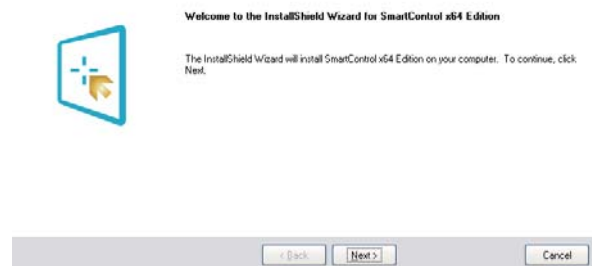 Welcome to the InstallShield Wizard for SmartControl x64 Edition
The InstallShield Wizard will install SmartControl x64 Edition on your computer. To continue, click
Next.
< Back Next > Cancel